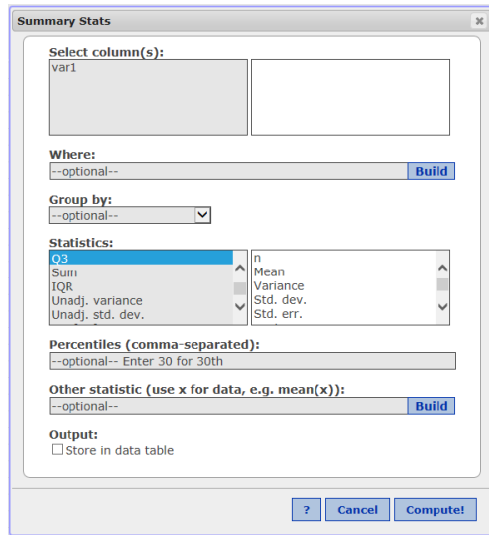 Summary Stats
Select column(s):
var1
Where:
--optional--
Build
Group by:
--optional--
Statistics:
Q3
Sum
IQR
Unadj. variance
Unadj. std. dev.
n
Mean
Variance
Std. dev.
Std. err.
Percentiles (comma-separated):
--optional-- Enter 30 for 30th
Other statistic (use x for data, e.g. mean(x)):
--optional--
Build
Output:
Store in data table
?
Cancel
Compute!